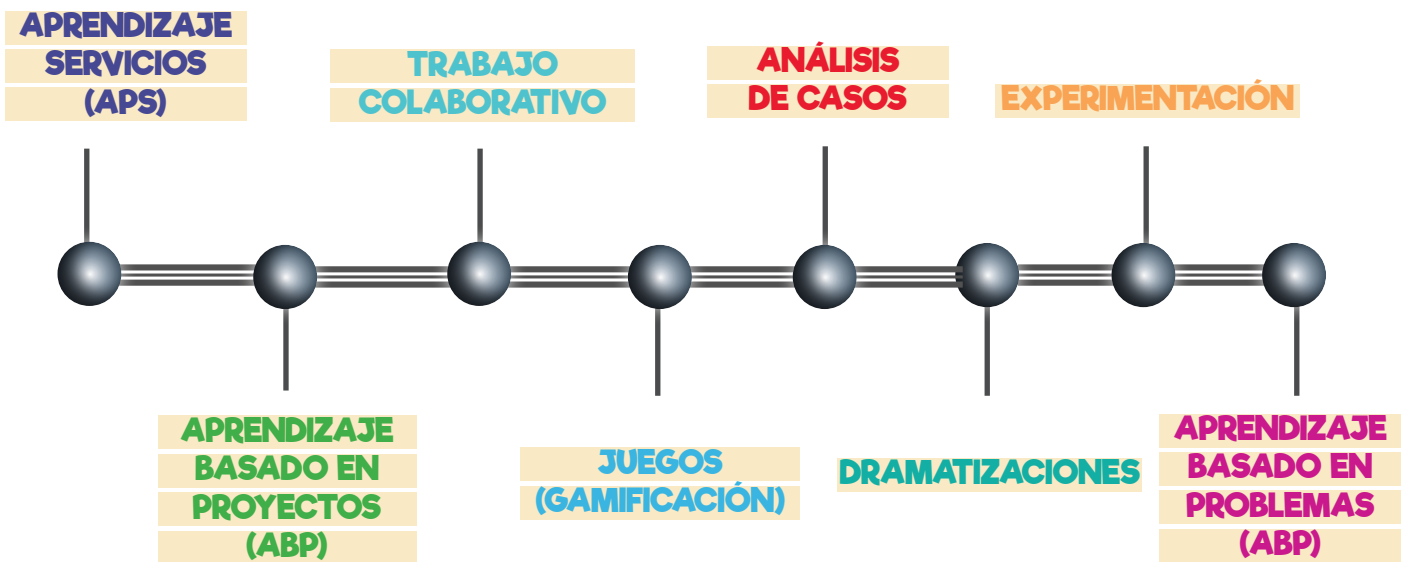 APRENDIZAJE
SERVICIOS
(APS)
TRABAJO
COLABORATIVO
ANÁLISIS
DE CASOS
EXPERIMENTACIÓN
APRENDIZAJE
BASADO EN
PROYECTOS
(ABP)
JUEGOS
(GAMIFICACIÓN)
DRAMATIZACIONES
APRENDIZAJE
BASADO EN
PROBLEMAS
(ABP)